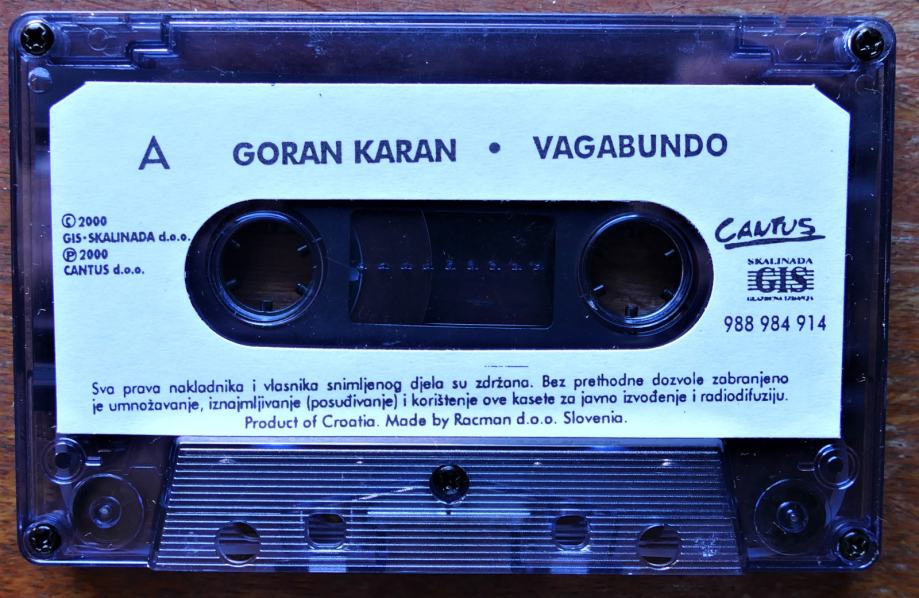 A GORAN KARAN • VAGABUNDO
© 2000
GIS·SKALINADA d.o.o.
℗ 2000
CANTUS d.o.o.
CANTUS
SKALINADA
GIS
GLAZBENA IZDANJA
988 984 914
Sva prava nakladnika i vlasnika snimljenog djela su zdržana. Bez prethodne dozvole zabranjeno
je umnožavanje, iznajmljivanje (posuđivanje) i korištenje ove kasete za javno izvođenje i radiodifuziju.
Product of Croatia. Made by Racman d.o.o. Slovenia.